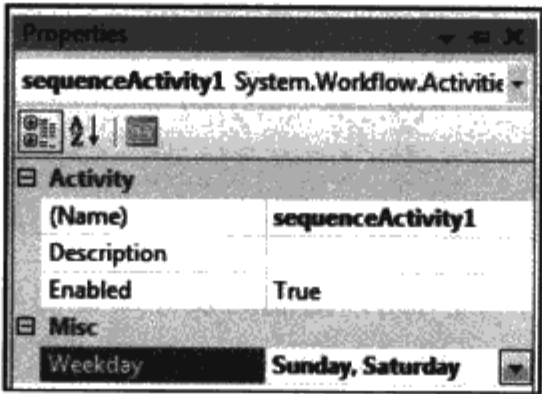 Properties
sequenceActivity1 System.Workflow.Activitie
Activity
(Name) sequenceActivity1
Description
Enabled True
Misc
Weekday Sunday, Saturday